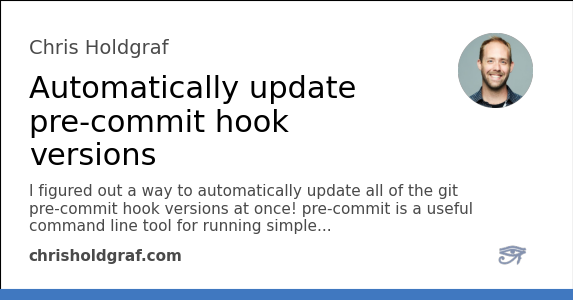 Chris Holdgraf
Automatically update
pre-commit hook
versions
I figured out a way to automatically update all of the git
pre-commit hook versions at once! pre-commit is a useful
command line tool for running simple...
chrisholdgraf.com